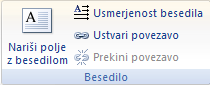 Nariši polje
z besedilom
Usmerjenost besedila
Ustvari povezavo
Prekini povezavo
Besedilo